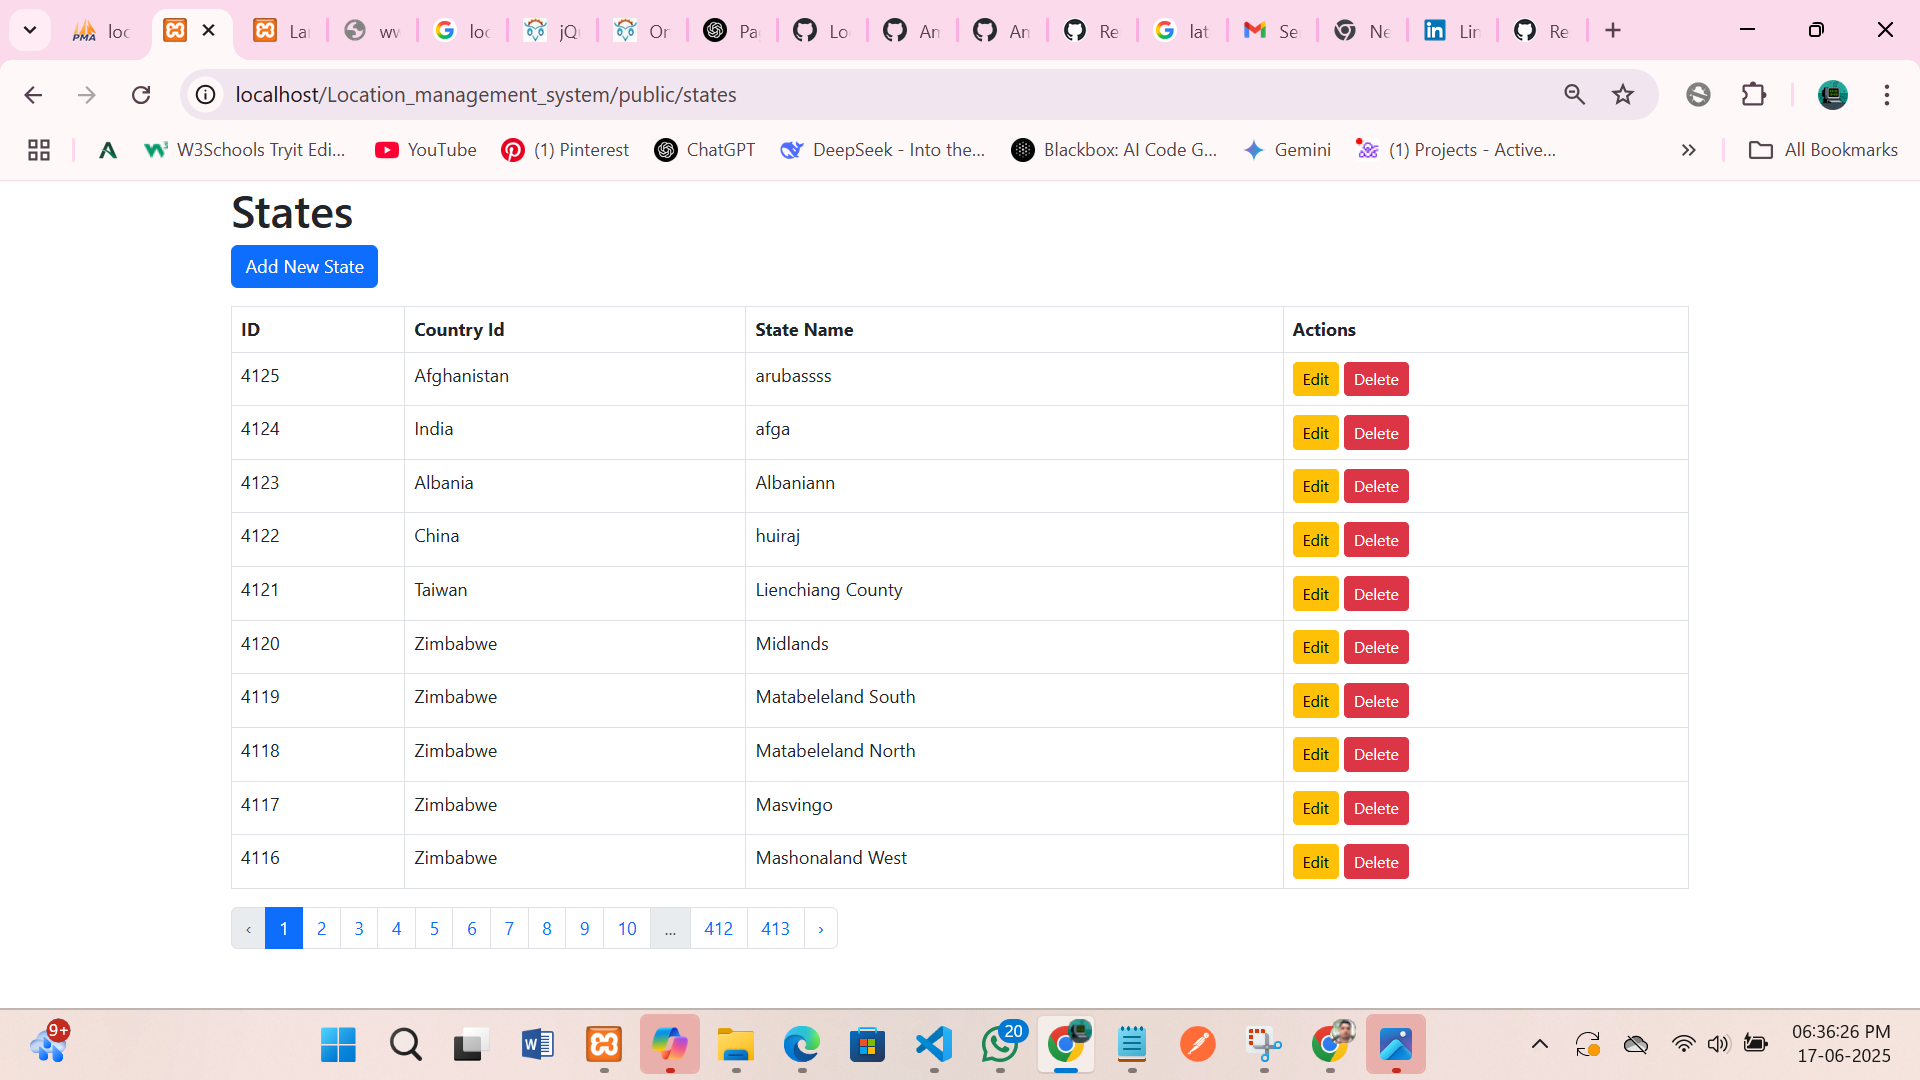 loc
La
ww
loc
jQu
On
Pa
Lo
An
An
Re
lat
Se
Ne
Lin
Re
localhost/Location_management_system/public/states
W3Schools Tryit Edi...
YouTube
(1) Pinterest
ChatGPT
DeepSeek - Into the...
Blackbox: AI Code G...
Gemini
(1) Projects - Active...
All Bookmarks
States
Add New State
ID Country Id State Name Actions
4125 Afghanistan arubassss Edit Delete
4124 India afga Edit Delete
4123 Albania Albaniann Edit Delete
4122 China huiraj Edit Delete
4121 Taiwan Lienchiang County Edit Delete
4120 Zimbabwe Midlands Edit Delete
4119 Zimbabwe Matabeleland South Edit Delete
4118 Zimbabwe Matabeleland North Edit Delete
4117 Zimbabwe Masvingo Edit Delete
4116 Zimbabwe Mashonaland West Edit Delete
‹ 1 2 3 4 5 6 7 8 9 10 ... 412 413 ›
9+
20
06:36:26 PM
17-06-2025